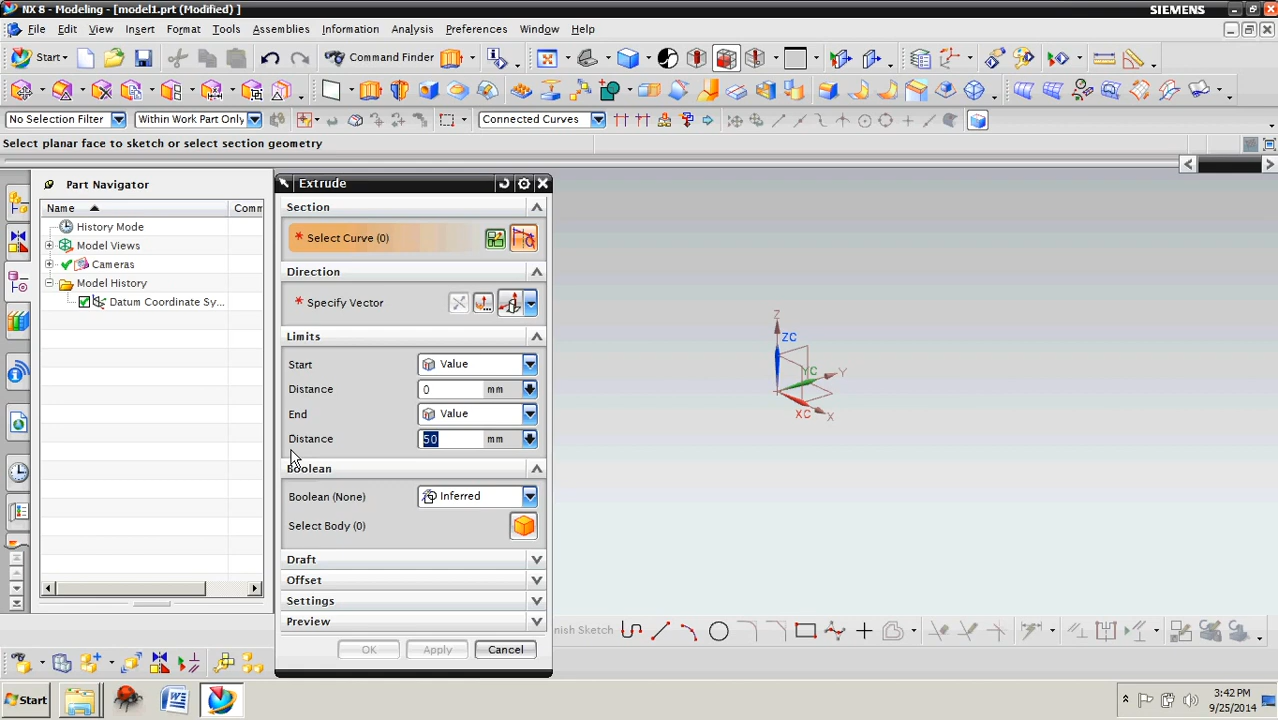 NX 8 - Modeling - [model1.prt (Modified) ]
SIEMENS
File Edit View Insert Format Tools Assemblies Information Analysis Preferences Window Help
Start Command Finder
No Selection Filter Within Work Part Only Connected Curves
Select planar face to sketch or select section geometry
Part Navigator
Name Comm
History Mode
Model Views
Cameras
Model History
Datum Coordinate Sy...
Extrude
Section
* Select Curve (0)
Direction
* Specify Vector
Limits
Start Value
Distance 0 mm
End Value
Distance 50 mm
Boolean
Boolean (None) Inferred
Select Body (0)
Draft
Offset
Settings
Preview
OK Apply Cancel
Z
ZC
YC Y
XC X
nish Sketch
Start
3:42 PM
9/25/2014